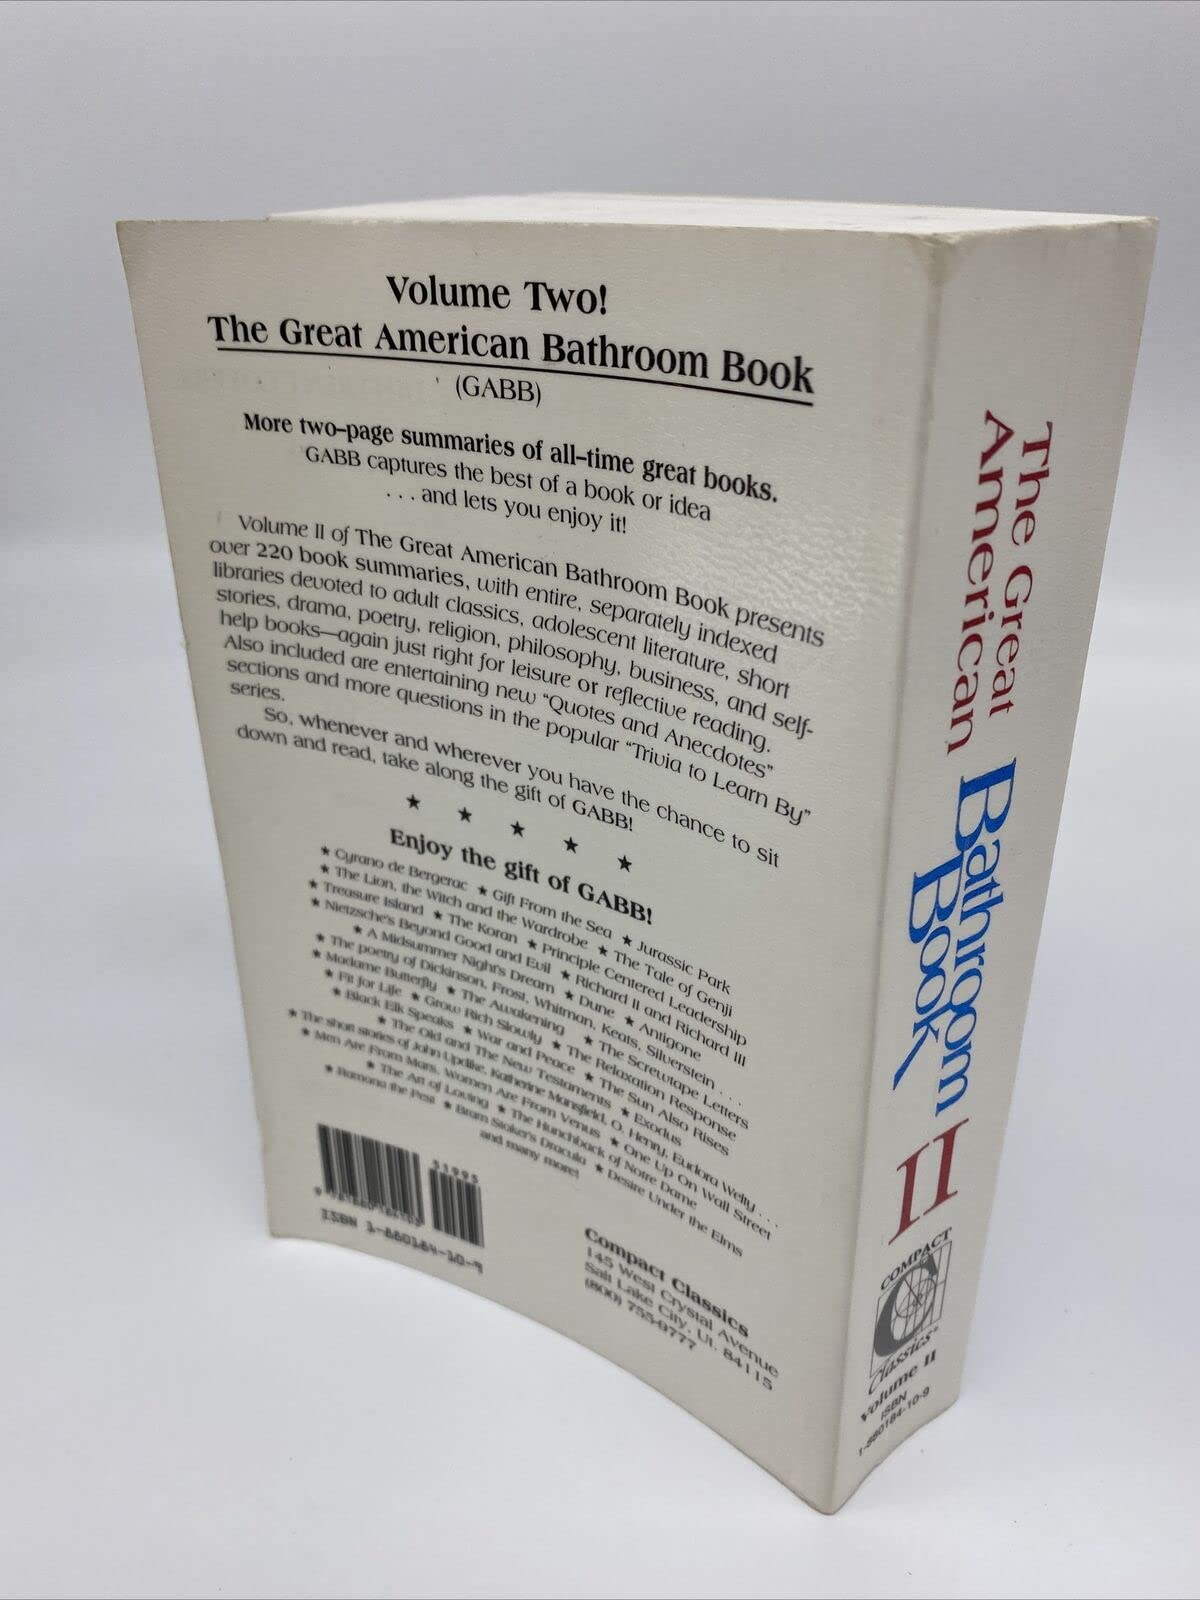 Volume Two!
The Great American Bathroom Book
(GABB)
More two-page summaries of all-time great books.
GABB captures the best of a book or idea
. . . and lets you enjoy it!
Volume II of The Great American Bathroom Book presents
over 220 book summaries, with entire, separately indexed
libraries devoted to adult classics, adolescent literature, short
stories, drama, poetry, religion, philosophy, business, and self-
help books—again just right for leisure or reflective reading.
Also included are entertaining new "Quotes and Anecdotes"
sections and more questions in the popular "Trivia to Learn By"
series.
So, whenever and wherever you have the chance to sit
down and read, take along the gift of GABB!
★ ★ ★ ★ ★
Enjoy the gift of GABB!
★ Cyrano de Bergerac ★ Gift From the Sea ★ Jurassic Park
★ The Lion, the Witch and the Wardrobe ★ The Tale of Genji
★ Treasure Island ★ The Koran ★ Principle Centered Leadership
★ Nietzsche's Beyond Good and Evil ★ Richard II and Richard III
★ A Midsummer Night's Dream ★ Dune ★ Antigone
★ The poetry of Dickinson, Frost, Whitman, Keats, Silverstein . . .
★ Madame Butterfly ★ The Awakening ★ The Screwtape Letters
★ Fit for Life ★ Grow Rich Slowly ★ The Relaxation Response
★ Black Elk Speaks ★ War and Peace ★ The Sun Also Rises
★ The Old and The New Testaments ★ Exodus
★ The short stories of John Updike, Katherine Mansfield, O. Henry, Eudora Welty . . .
★ Men Are From Mars, Women Are From Venus ★ One Up On Wall Street
★ The Art of Loving ★ The Hunchback of Notre Dame
★ Ramona the Pest ★ Bram Stoker's Dracula ★ Desire Under the Elms
and many more!
51995
9 781880 184103
ISBN 1-880184-10-9
Compact Classics
145 West Crystal Avenue
Salt Lake City, Ut. 84115
(800) 755-9777
The Great
American
Bathroom
Book
II
COMPACT
C
Classics
Volume II
ISBN
1-880184-10-9